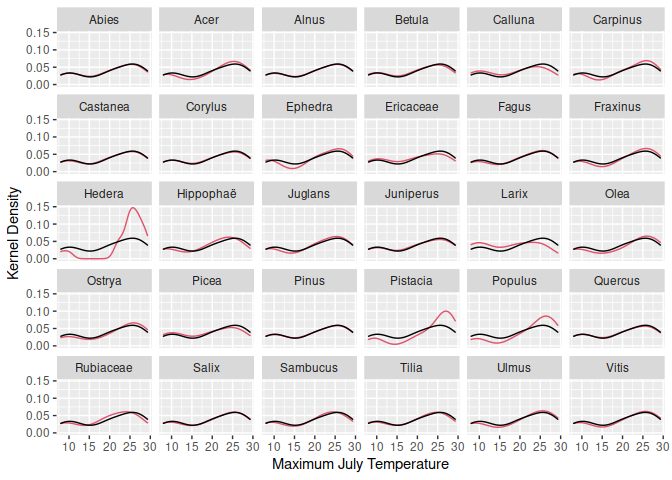 Abies Acer Alnus Betula Calluna Carpinus
0.15
0.10
0.05
0.00
Castanea Corylus Ephedra Ericaceae Fagus Fraxinus
0.15
0.10
0.05
0.00
Hedera Hippophaë Juglans Juniperus Larix Olea
0.15
0.10
0.05
0.00
Ostrya Picea Pinus Pistacia Populus Quercus
0.15
0.10
0.05
0.00
Rubiaceae Salix Sambucus Tilia Ulmus Vitis
0.15
0.10
0.05
0.00
10 15 20 25 30 10 15 20 25 30 10 15 20 25 30 10 15 20 25 30 10 15 20 25 30 10 15 20 25 30
Maximum July Temperature
Kernel Density